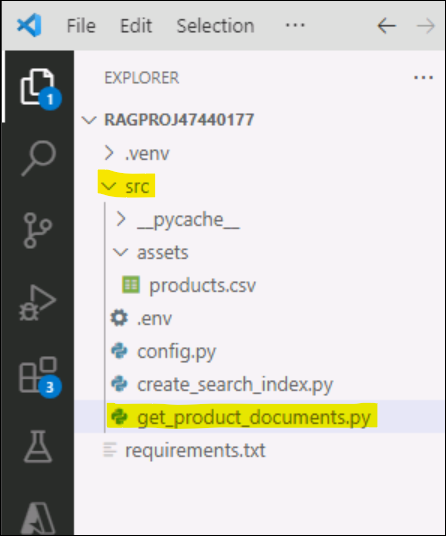 File Edit Selection ...
EXPLORER ...
RAGPROJ47440177
.venv
src
__pycache__
assets
products.csv
.env
config.py
create_search_index.py
get_product_documents.py
requirements.txt
1
3